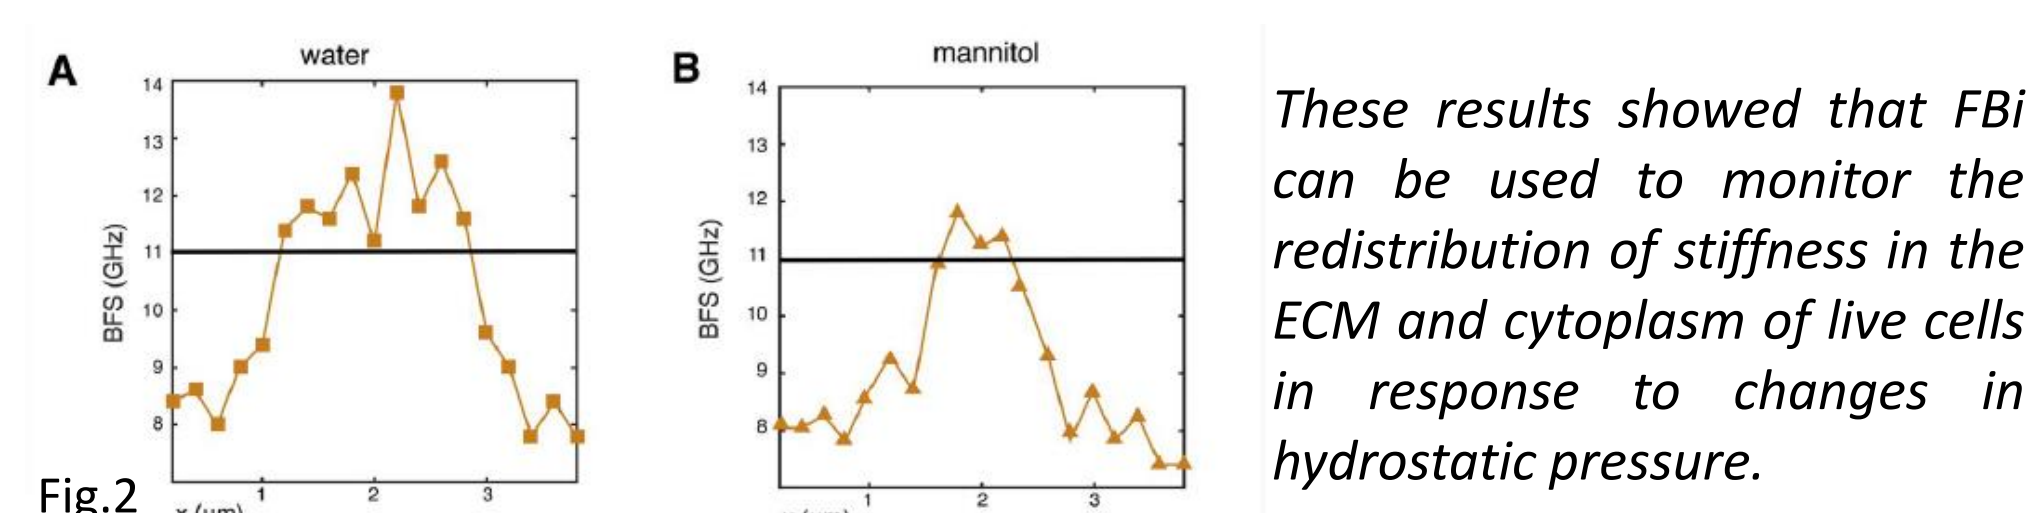 A
water
14
13
12
11
10
9
8
BFS (GHz)
1
2
3
B
mannitol
14
13
12
11
10
9
8
BFS (GHz)
1
2
3
Fig.2
x (µm)
These results showed that FBi
can be used to monitor the
redistribution of stiffness in the
ECM and cytoplasm of live cells
in response to changes in
hydrostatic pressure.